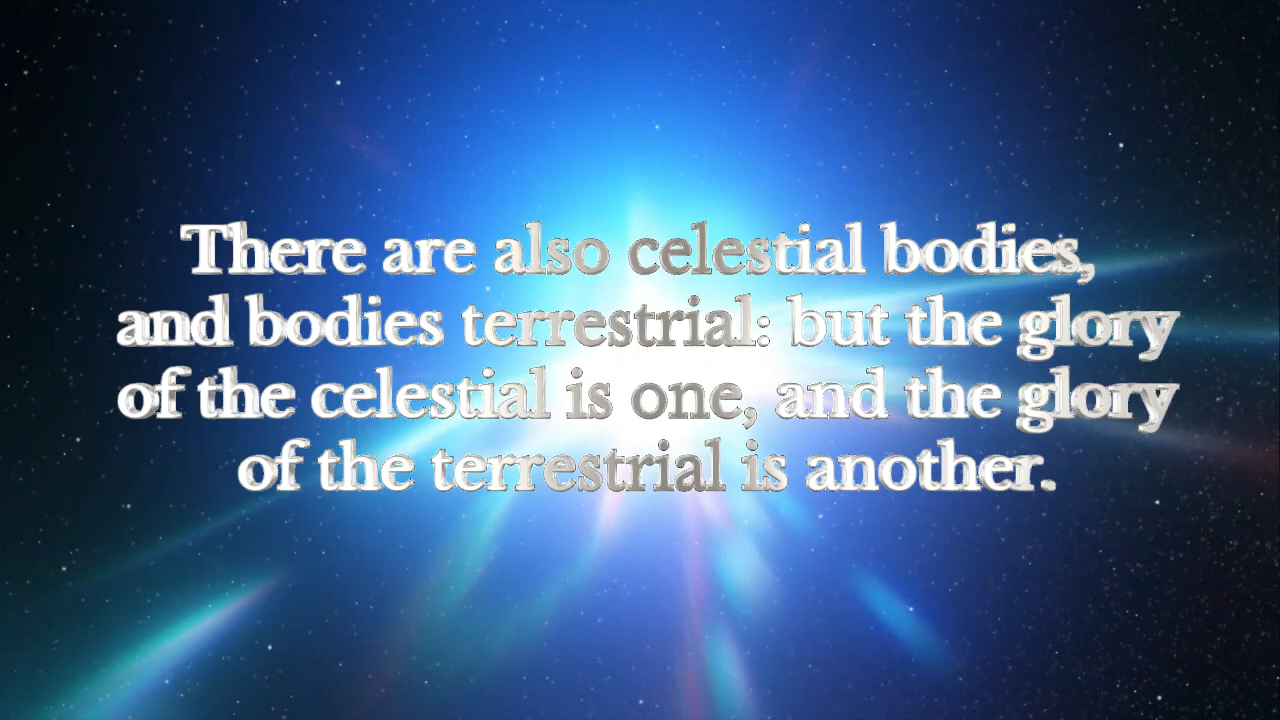 There are also celestial bodies,
and bodies terrestrial: but the glory
of the celestial is one, and the glory
of the terrestrial is another.